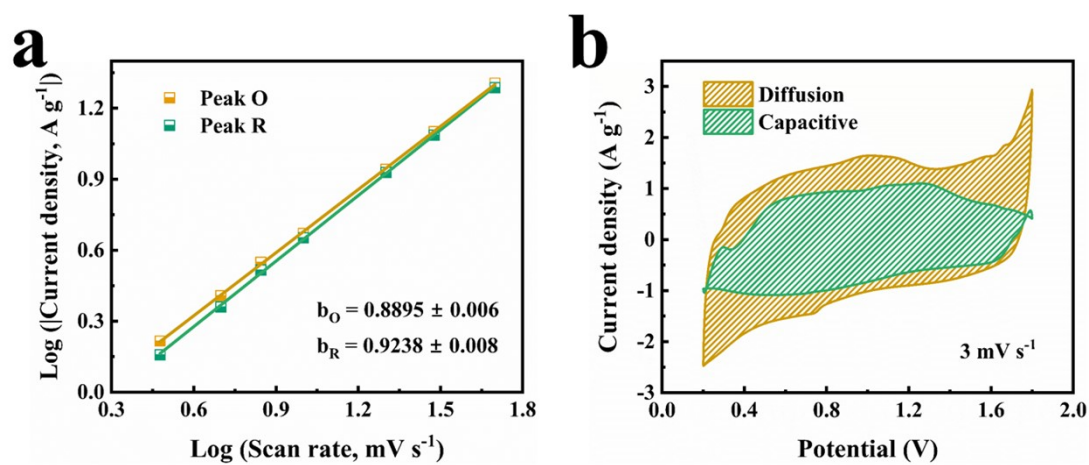 a
Log (|Current density, A g⁻¹|)
1.2
0.9
0.6
0.3
0.0
Peak O
Peak R
b_O = 0.8895 ± 0.006
b_R = 0.9238 ± 0.008
0.3 0.6 0.9 1.2 1.5 1.8
Log (Scan rate, mV s⁻¹)
b
Current density (A g⁻¹)
3
2
1
0
-1
-2
-3
Diffusion
Capacitive
3 mV s⁻¹
0.0 0.4 0.8 1.2 1.6 2.0
Potential (V)